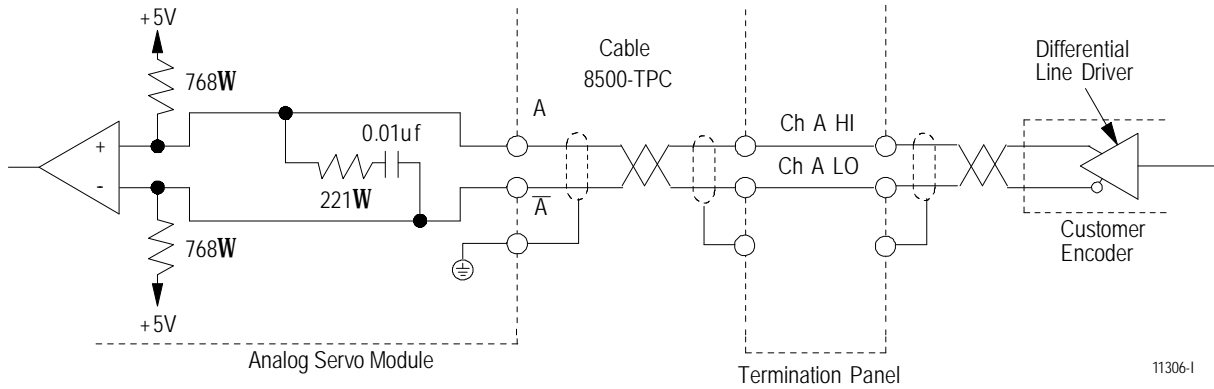 +5V
768W
0.01uf
221W
+
-
768W
+5V
A
A̅
Cable
8500-TPC
Ch A HI
Ch A LO
Differential
Line Driver
Customer
Encoder
Analog Servo Module
Termination Panel
11306-I